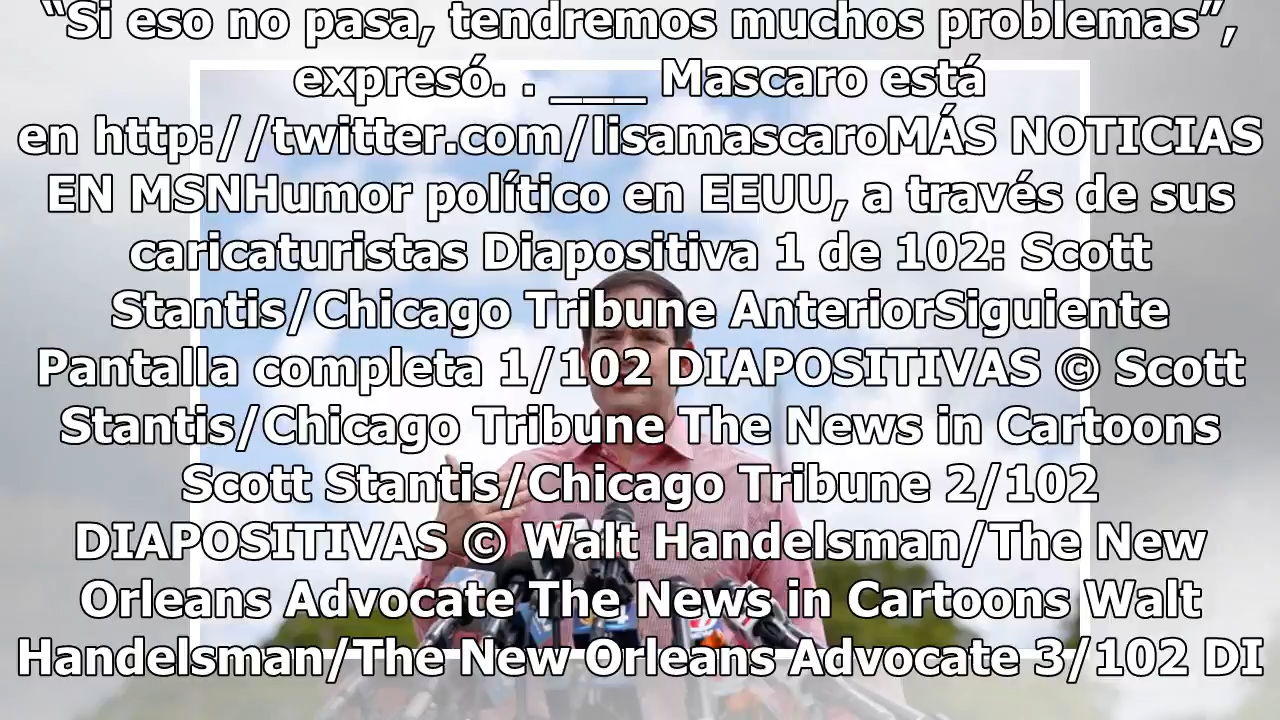 “Si eso no pasa, tendremos muchos problemas”,
expresó. . ___ Mascaro está
en http://twitter.com/lisamascaroMÁS NOTICIAS
EN MSNHumor político en EEUU, a través de sus
caricaturistas Diapositiva 1 de 102: Scott
Stantis/Chicago Tribune AnteriorSiguiente
Pantalla completa 1/102 DIAPOSITIVAS © Scott
Stantis/Chicago Tribune The News in Cartoons
Scott Stantis/Chicago Tribune 2/102
DIAPOSITIVAS © Walt Handelsman/The New
Orleans Advocate The News in Cartoons Walt
Handelsman/The New Orleans Advocate 3/102 DI